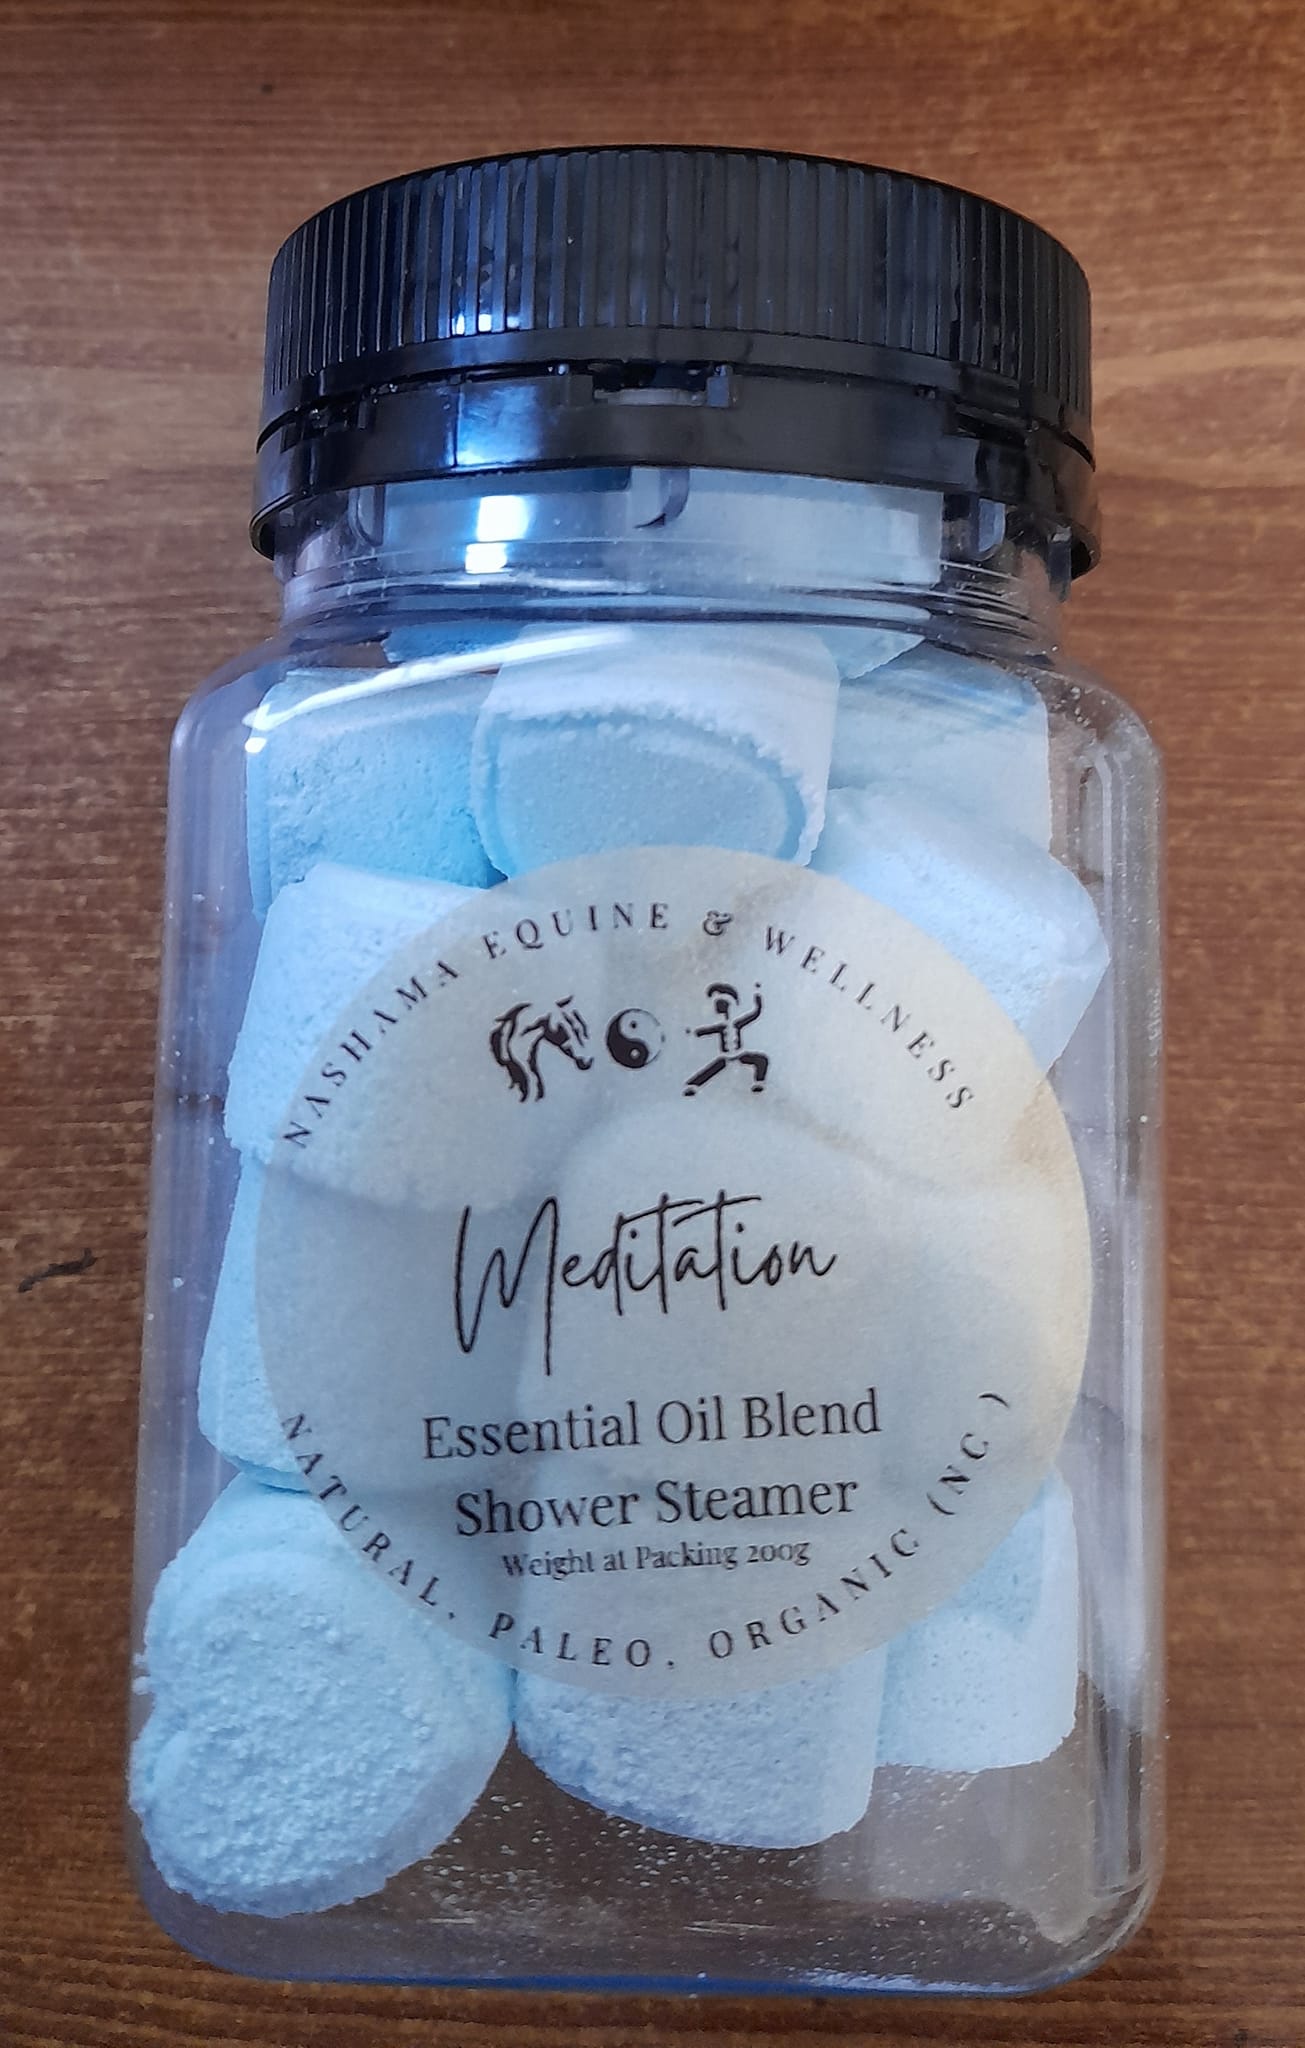 NASHAMA EQUINE & WELLNESS
Meditation
Essential Oil Blend
Shower Steamer
Weight at Packing 200g
NATURAL. PALEO. ORGANIC (NC)